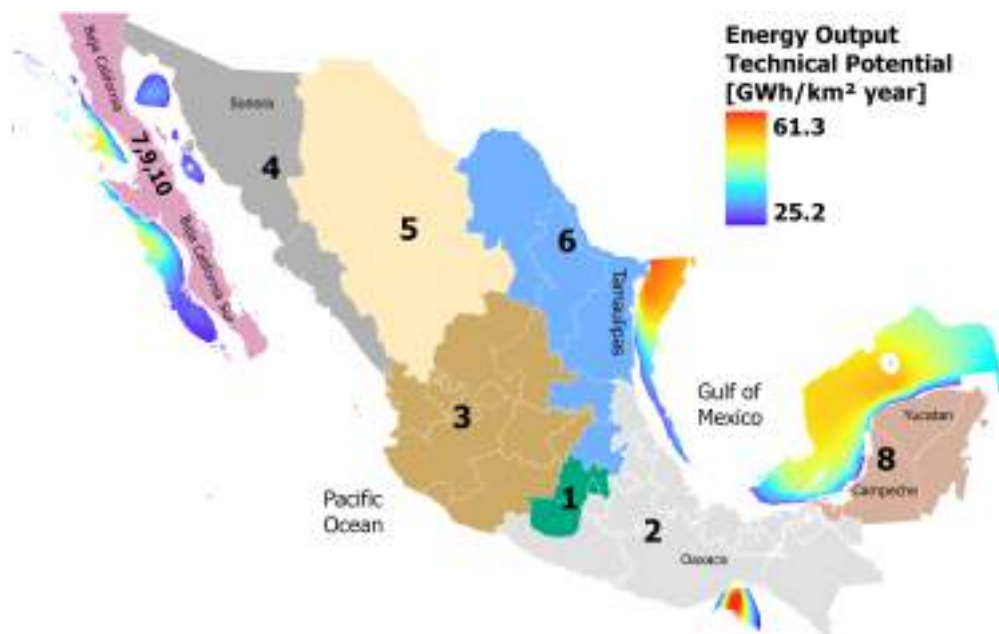 Energy Output
Technical Potential
[GWh/km² year]
61.3
25.2
Baja California
Sonora
7,9,10
4
5
6
Baja California Sur
Tamaulipas
Gulf of
Mexico
3
Yucatan
8
Campeche
Pacific
Ocean
1
2
Oaxaca